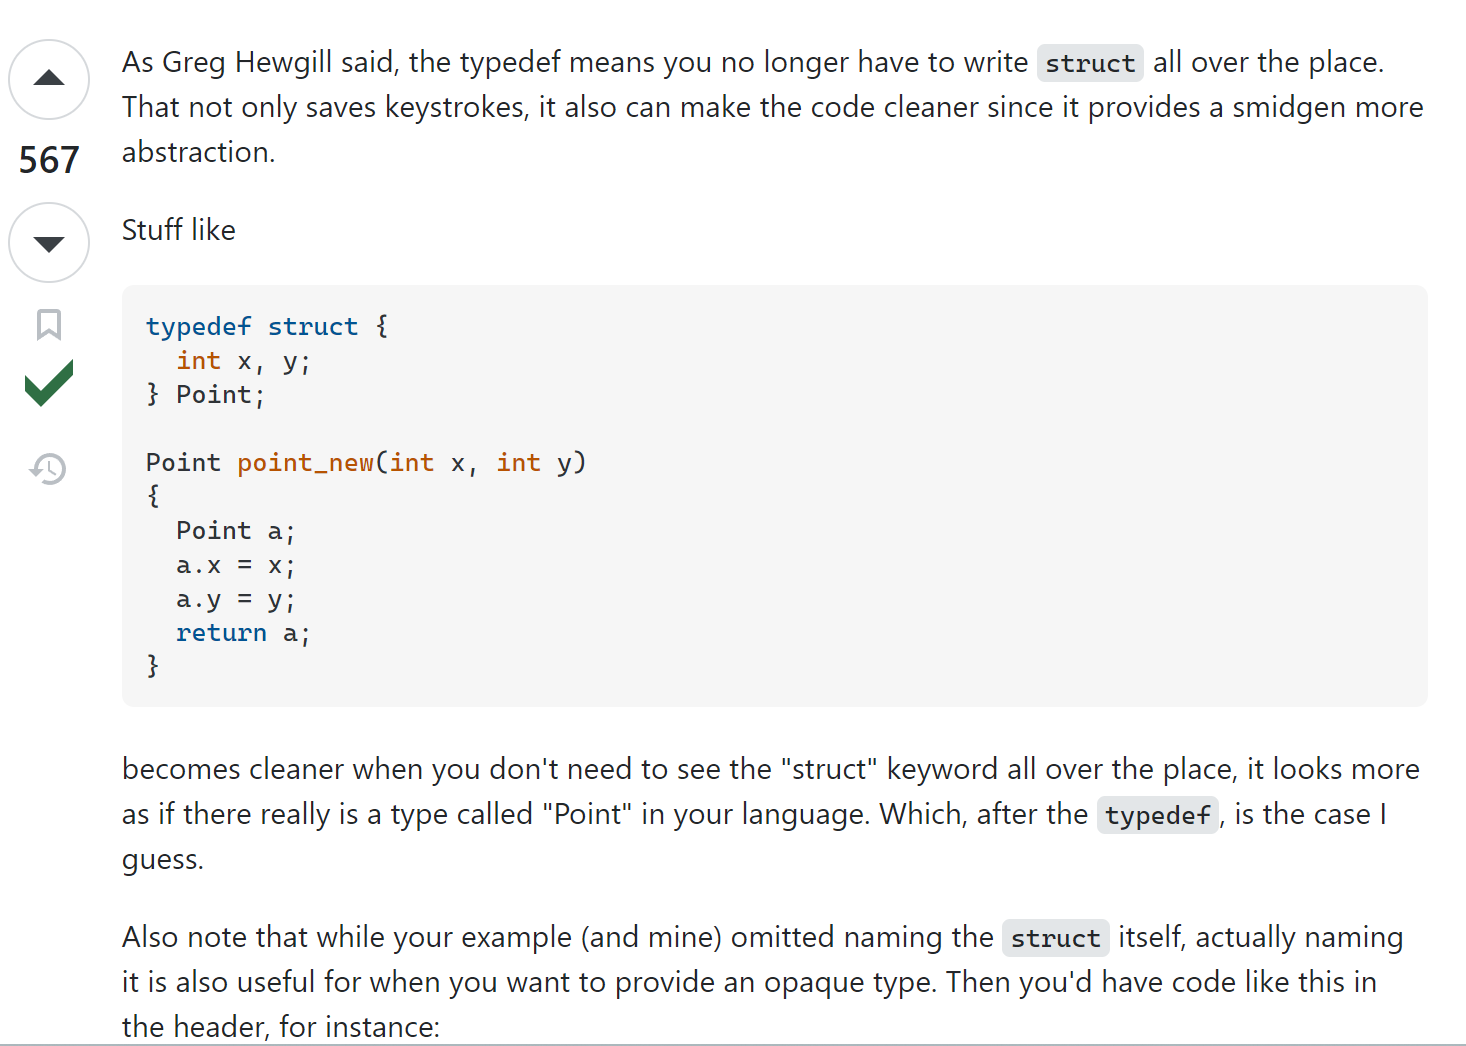 As Greg Hewgill said, the typedef means you no longer have to write struct all over the place.
That not only saves keystrokes, it also can make the code cleaner since it provides a smidgen more
abstraction.
567
Stuff like
typedef struct {
  int x, y;
} Point;

Point point_new(int x, int y)
{
  Point a;
  a.x = x;
  a.y = y;
  return a;
}
becomes cleaner when you don't need to see the "struct" keyword all over the place, it looks more
as if there really is a type called "Point" in your language. Which, after the typedef, is the case I
guess.
Also note that while your example (and mine) omitted naming the struct itself, actually naming
it is also useful for when you want to provide an opaque type. Then you'd have code like this in
the header, for instance: